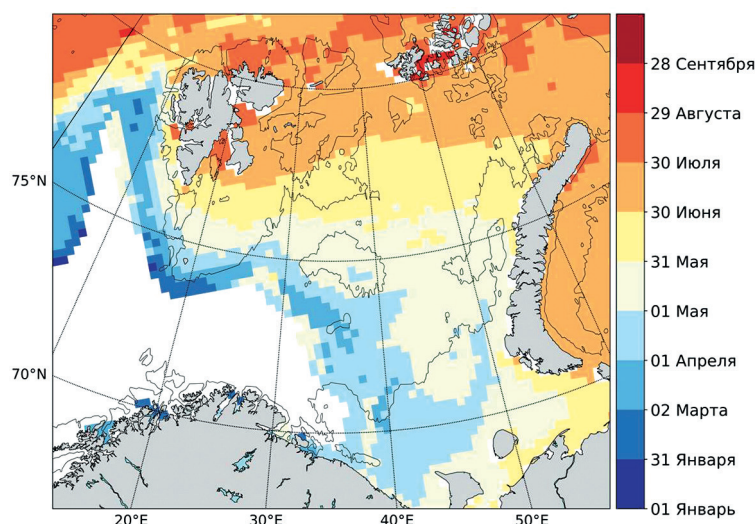 75°N
70°N
20°E
30°E
40°E
50°E
28 Сентября
29 Августа
30 Июля
30 Июня
31 Мая
01 Мая
01 Апреля
02 Марта
31 Января
01 Январь